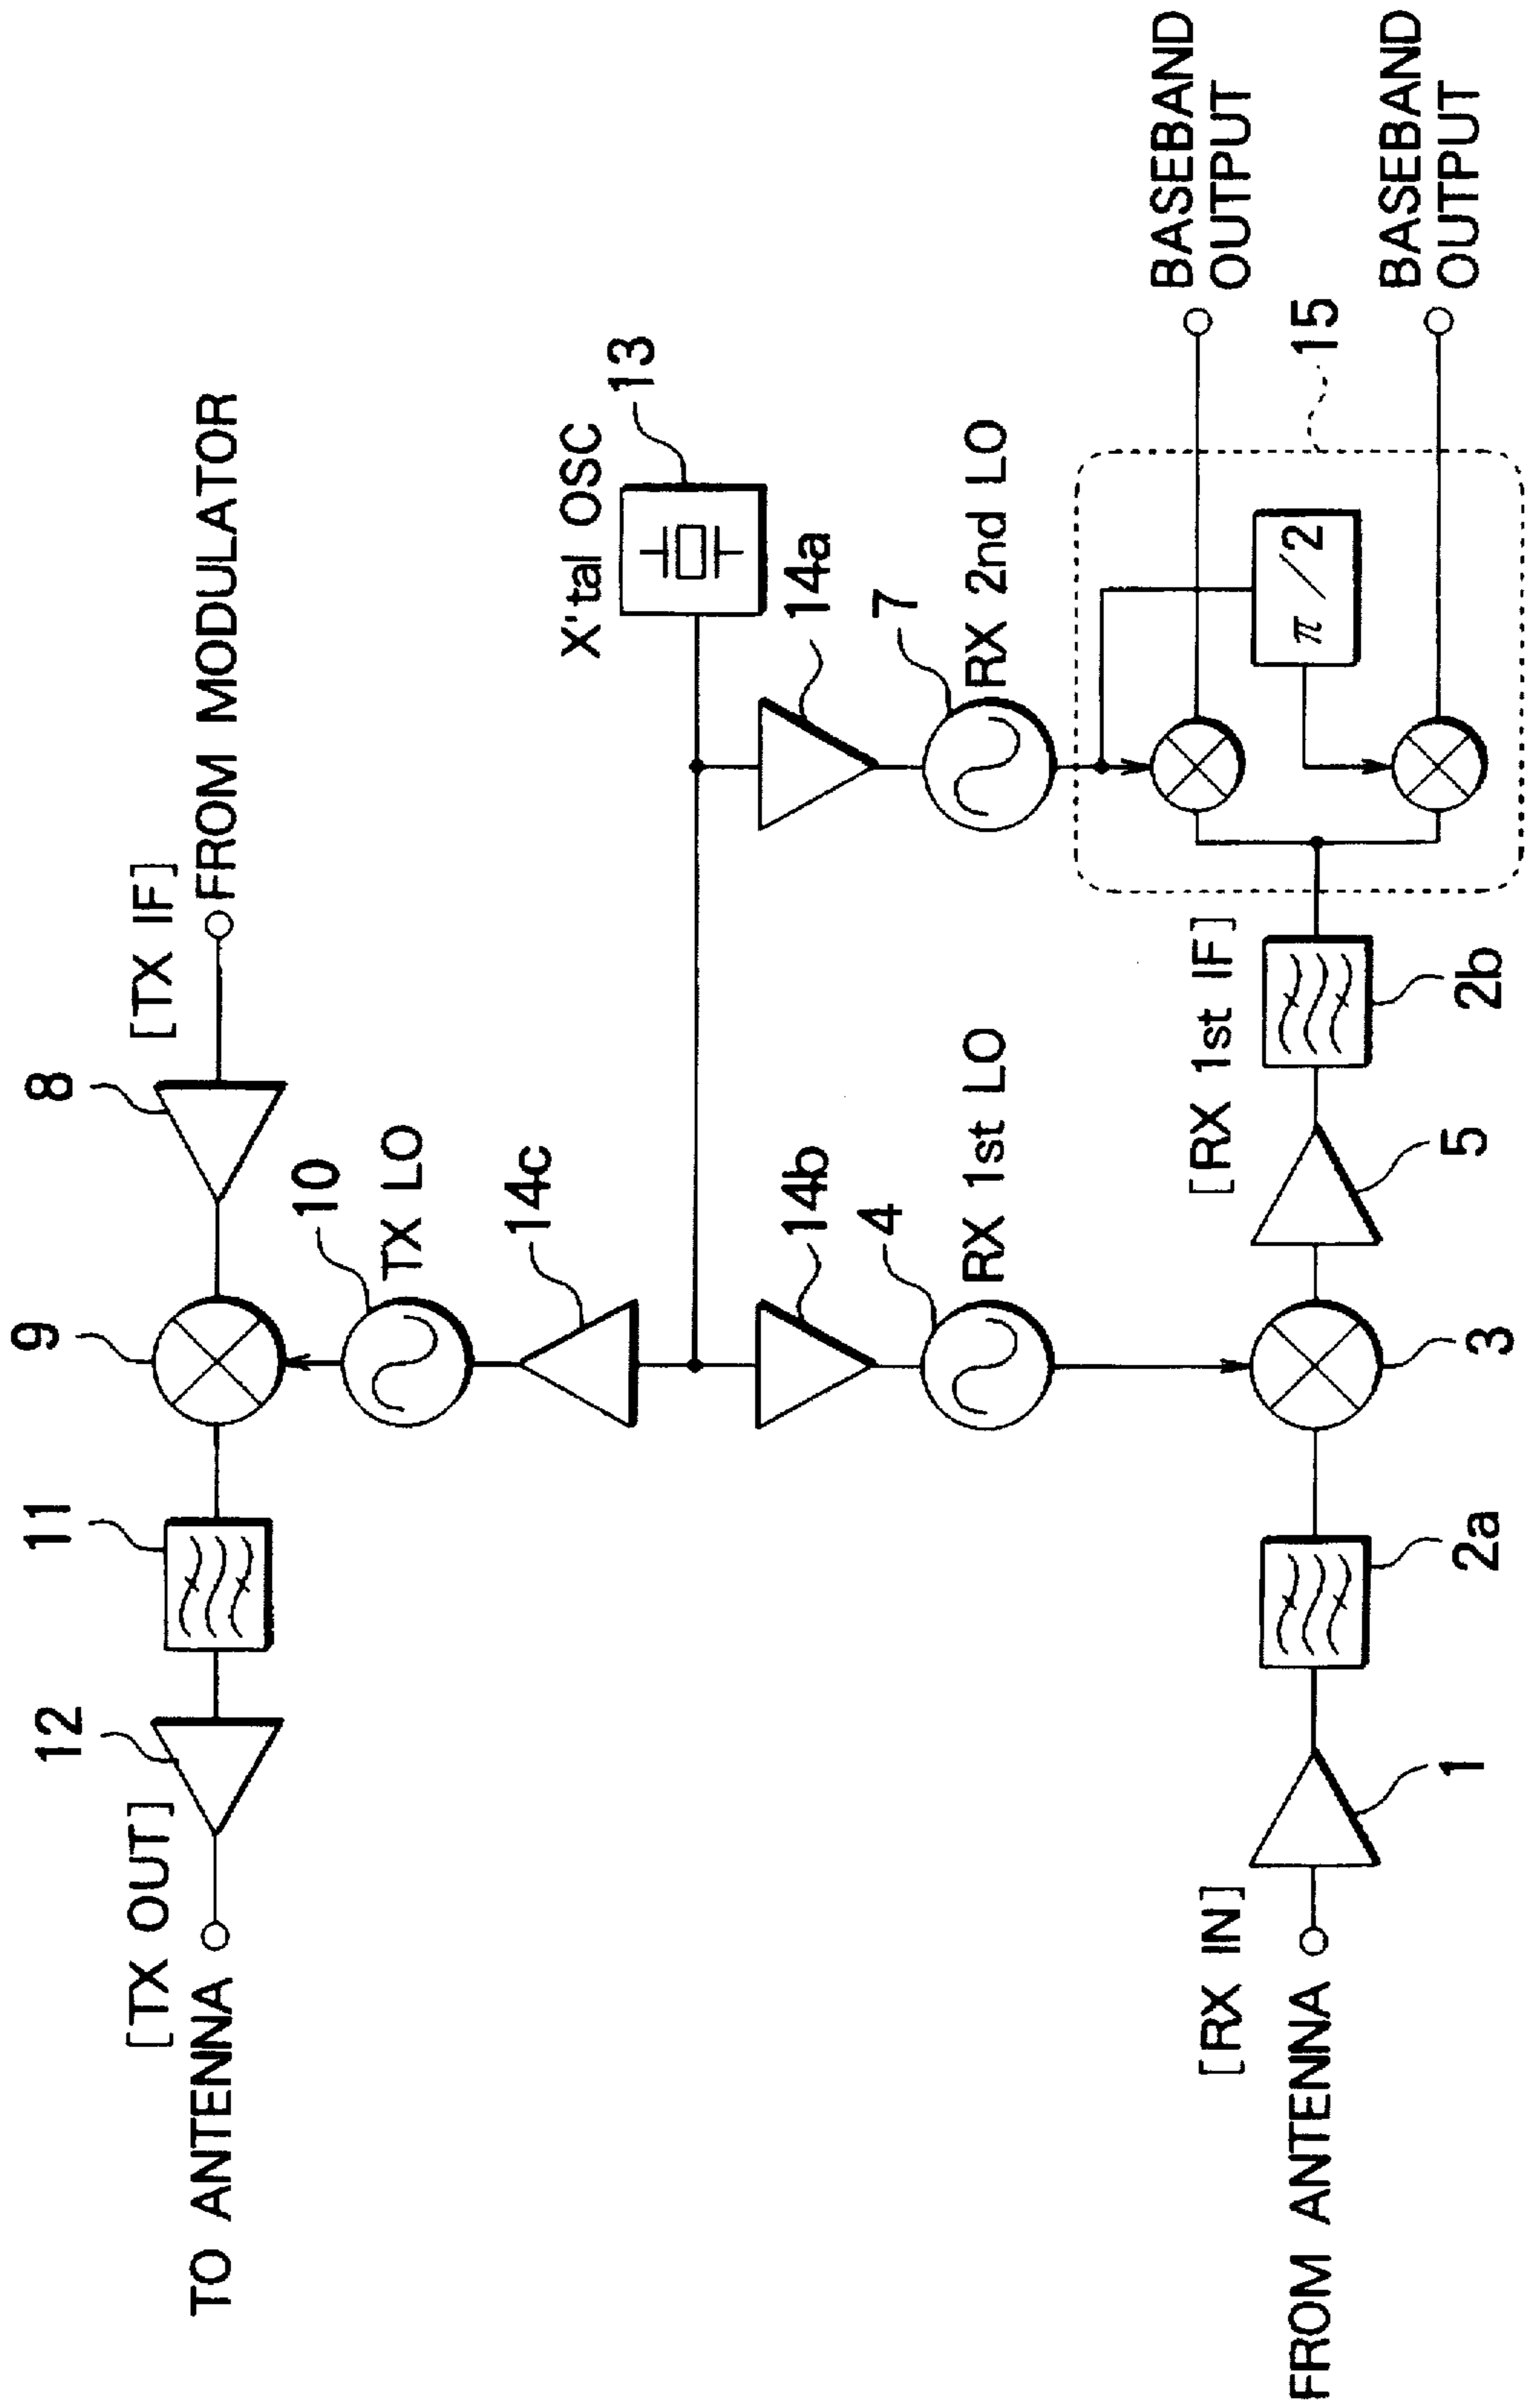 12
11
9
8
[TX OUT]
[TX IF]
TO ANTENNA
FROM MODULATOR
10
TX LO
14c
X'tal OSC
13
14b
14a
4
7
RX 1st LO
RX 2nd LO
[RX IN]
[RX 1st IF]
FROM ANTENNA
π/2
15
BASEBAND
OUTPUT
BASEBAND
OUTPUT
1
2a
3
5
2b